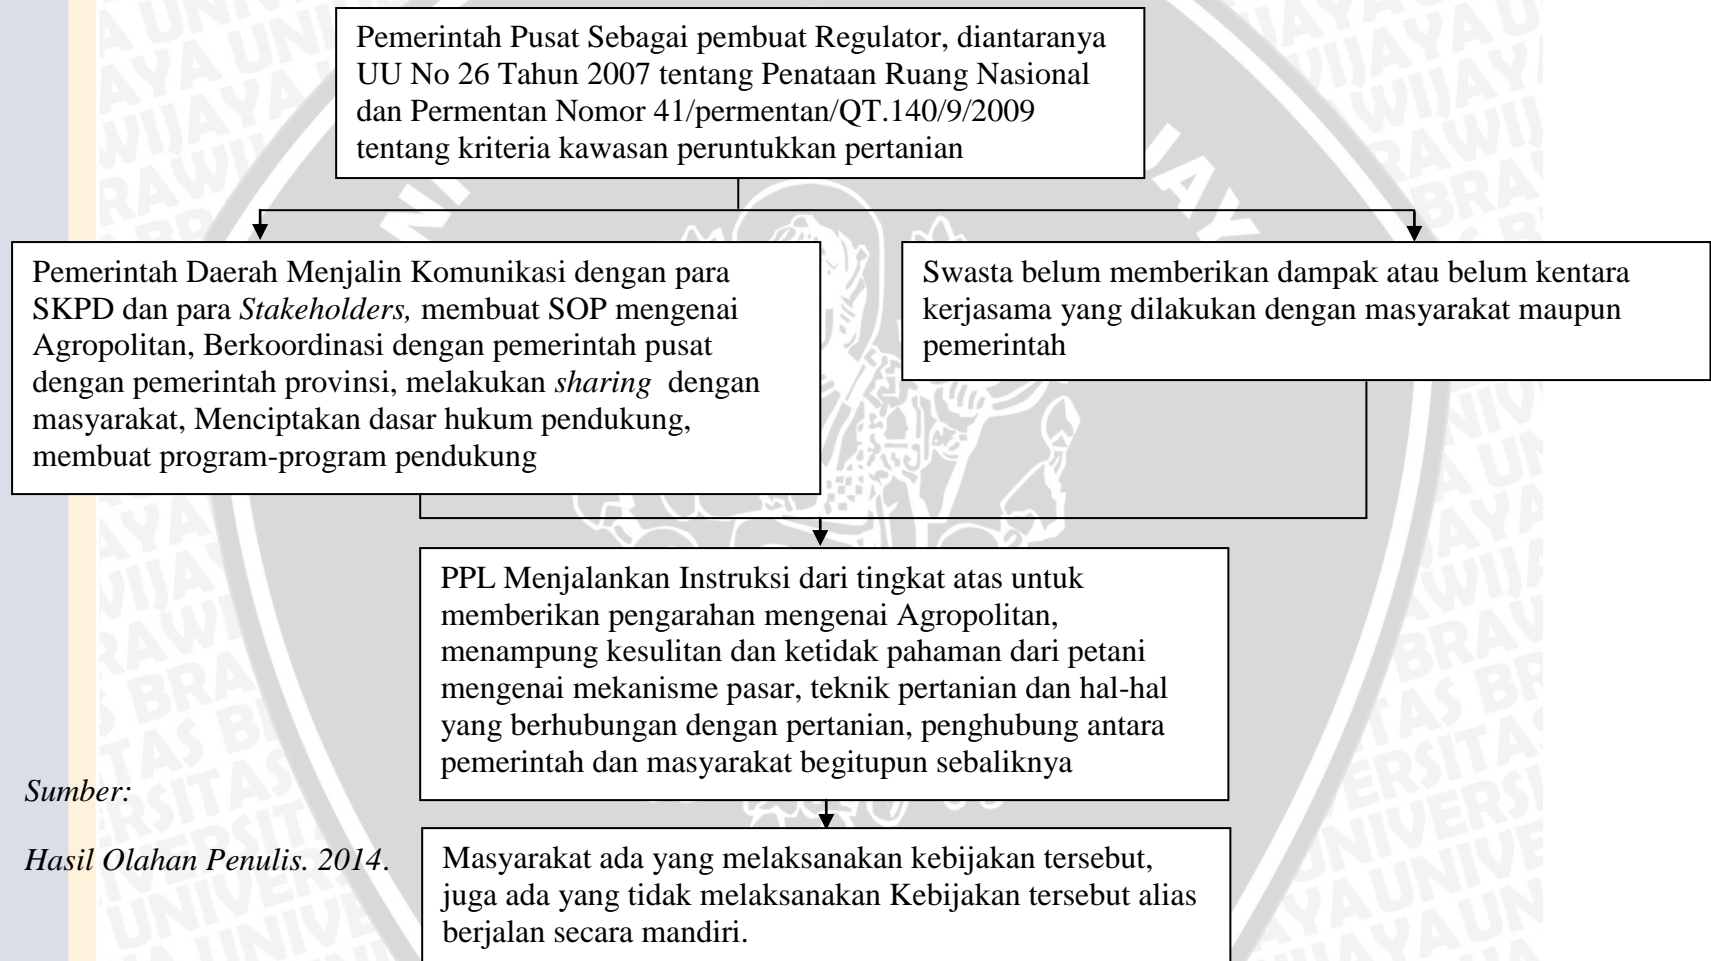 Pemerintah Pusat Sebagai pembuat Regulator, diantaranya
UU No 26 Tahun 2007 tentang Penataan Ruang Nasional
dan Permentan Nomor 41/permentan/QT.140/9/2009
tentang kriteria kawasan peruntukkan pertanian
Pemerintah Daerah Menjalin Komunikasi dengan para
SKPD dan para Stakeholders, membuat SOP mengenai
Agropolitan, Berkoordinasi dengan pemerintah pusat
dengan pemerintah provinsi, melakukan sharing dengan
masyarakat, Menciptakan dasar hukum pendukung,
membuat program-program pendukung
Swasta belum memberikan dampak atau belum kentara
kerjasama yang dilakukan dengan masyarakat maupun
pemerintah
PPL Menjalankan Instruksi dari tingkat atas untuk
memberikan pengarahan mengenai Agropolitan,
menampung kesulitan dan ketidak pahaman dari petani
mengenai mekanisme pasar, teknik pertanian dan hal-hal
yang berhubungan dengan pertanian, penghubung antara
pemerintah dan masyarakat begitupun sebaliknya
Sumber:
Hasil Olahan Penulis. 2014.
Masyarakat ada yang melaksanakan kebijakan tersebut,
juga ada yang tidak melaksanakan Kebijakan tersebut alias
berjalan secara mandiri.